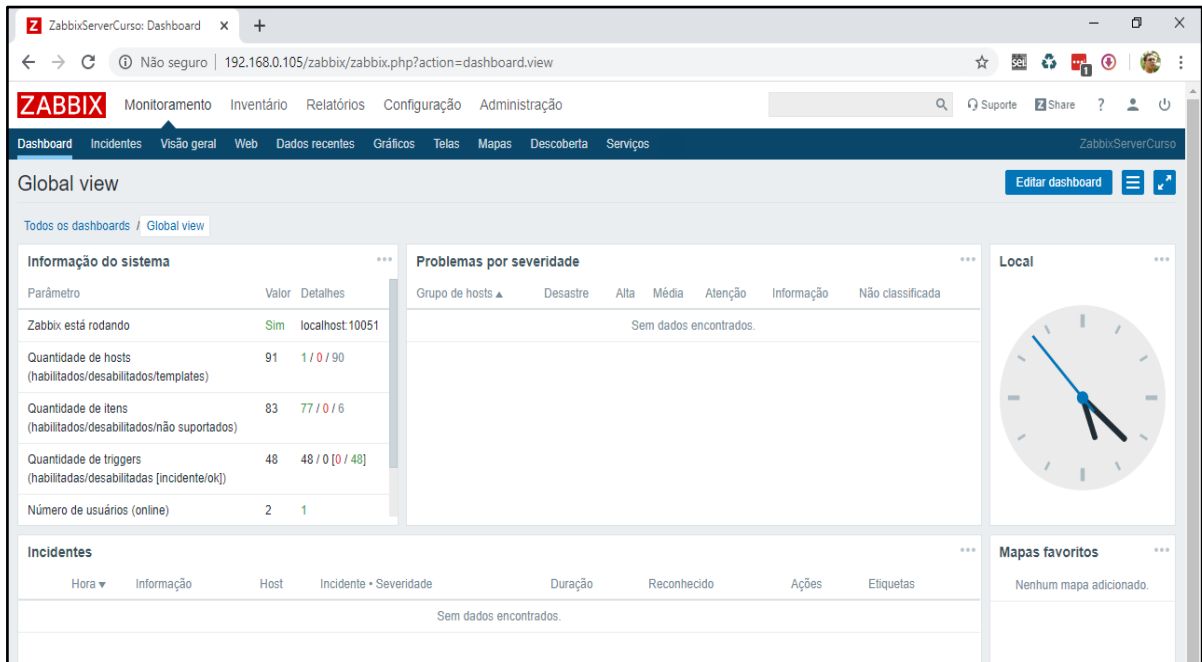 Z ZabbixServerCurso: Dashboard
Não seguro | 192.168.0.105/zabbix/zabbix.php?action=dashboard.view
sei
1
ZABBIX Monitoramento Inventário Relatórios Configuração Administração Suporte Z Share ?
Dashboard Incidentes Visão geral Web Dados recentes Gráficos Telas Mapas Descoberta Serviços ZabbixServerCurso
Global view Editar dashboard
Todos os dashboards / Global view
Informação do sistema
Parâmetro Valor Detalhes
Zabbix está rodando Sim localhost:10051
Quantidade de hosts 91 1 / 0 / 90
(habilitados/desabilitados/templates)
Quantidade de itens 83 77 / 0 / 6
(habilitados/desabilitados/não suportados)
Quantidade de triggers 48 48 / 0 [0 / 48]
(habilitadas/desabilitadas [incidente/ok])
Número de usuários (online) 2 1
Problemas por severidade
Grupo de hosts ▲ Desastre Alta Média Atenção Informação Não classificada
Sem dados encontrados.
Local
Incidentes
Hora ▼ Informação Host Incidente • Severidade Duração Reconhecido Ações Etiquetas
Sem dados encontrados.
Mapas favoritos
Nenhum mapa adicionado.